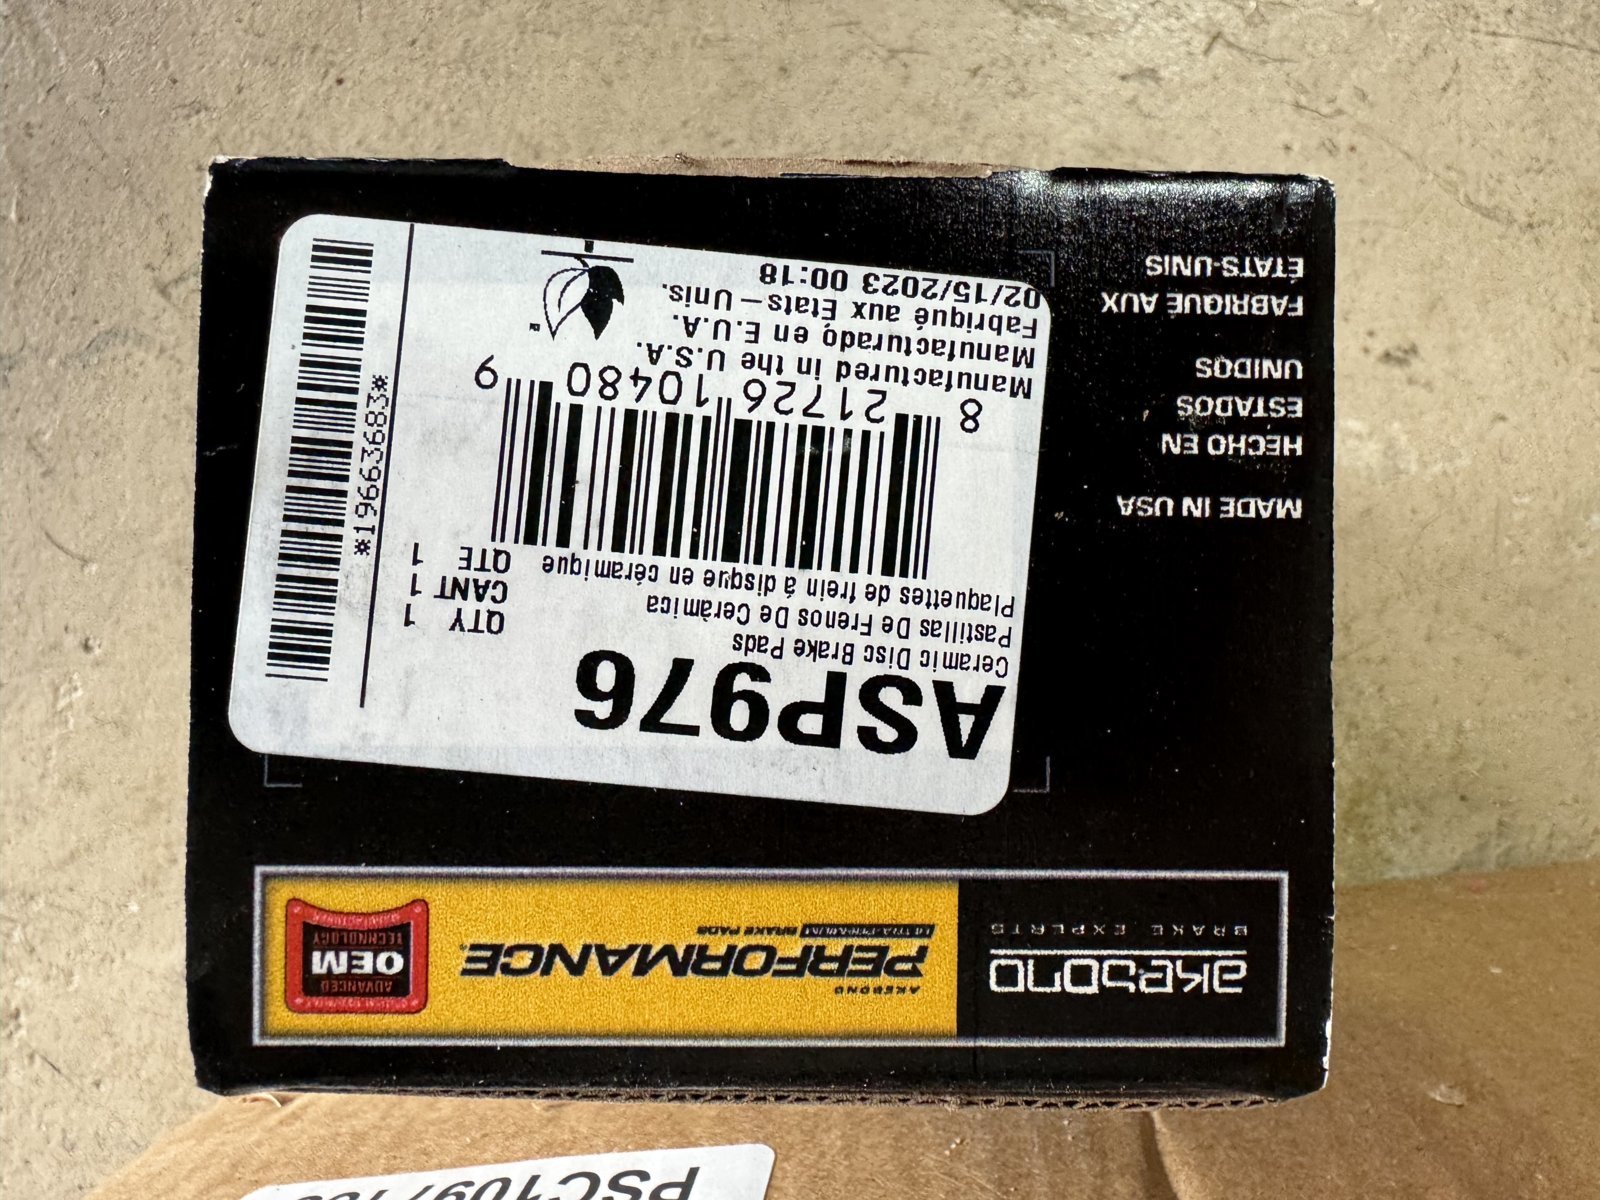 akebono
BRAKE EXPERTS
AKEBONO
PERFORMANCE
ULTRA-PREMIUM BRAKE PADS
ADVANCED
OEM
TECHNOLOGY
ASP976
Ceramic Disc Brake Pads
Pastillas De Frenos De Cerámica
Plaquettes de frein á disque en céramique
QTY 1
CANT 1
QTE 1
8 21726 10480 9
Manufactured in the U.S.A.
Manufacturado en E.U.A.
Fabriqué aux Etats-Unis.
02/15/2023 00:18
*19663683*
MADE IN USA
HECHO EN
ESTADOS
UNIDOS
FABRIQUÉ AUX
ÉTATS-UNIS